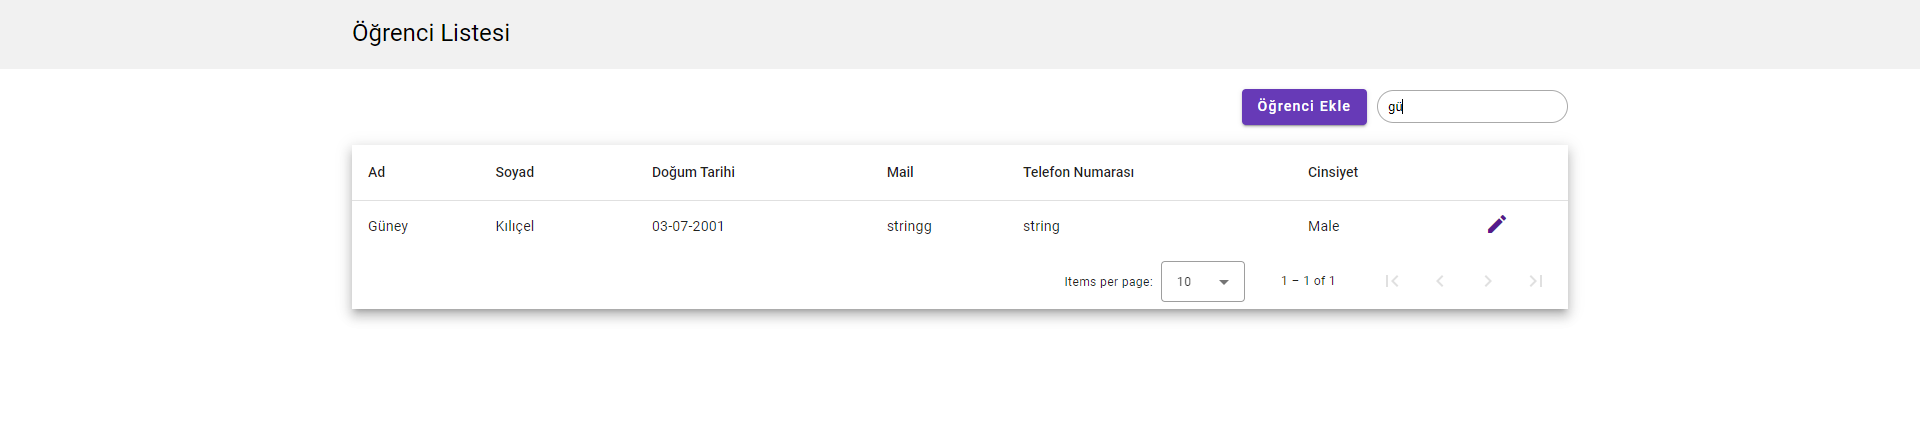 Öğrenci Listesi
Öğrenci Ekle gü
Ad Soyad Doğum Tarihi Mail Telefon Numarası Cinsiyet
Güney Kılıçel 03-07-2001 stringg string Male
Items per page: 10 1 – 1 of 1